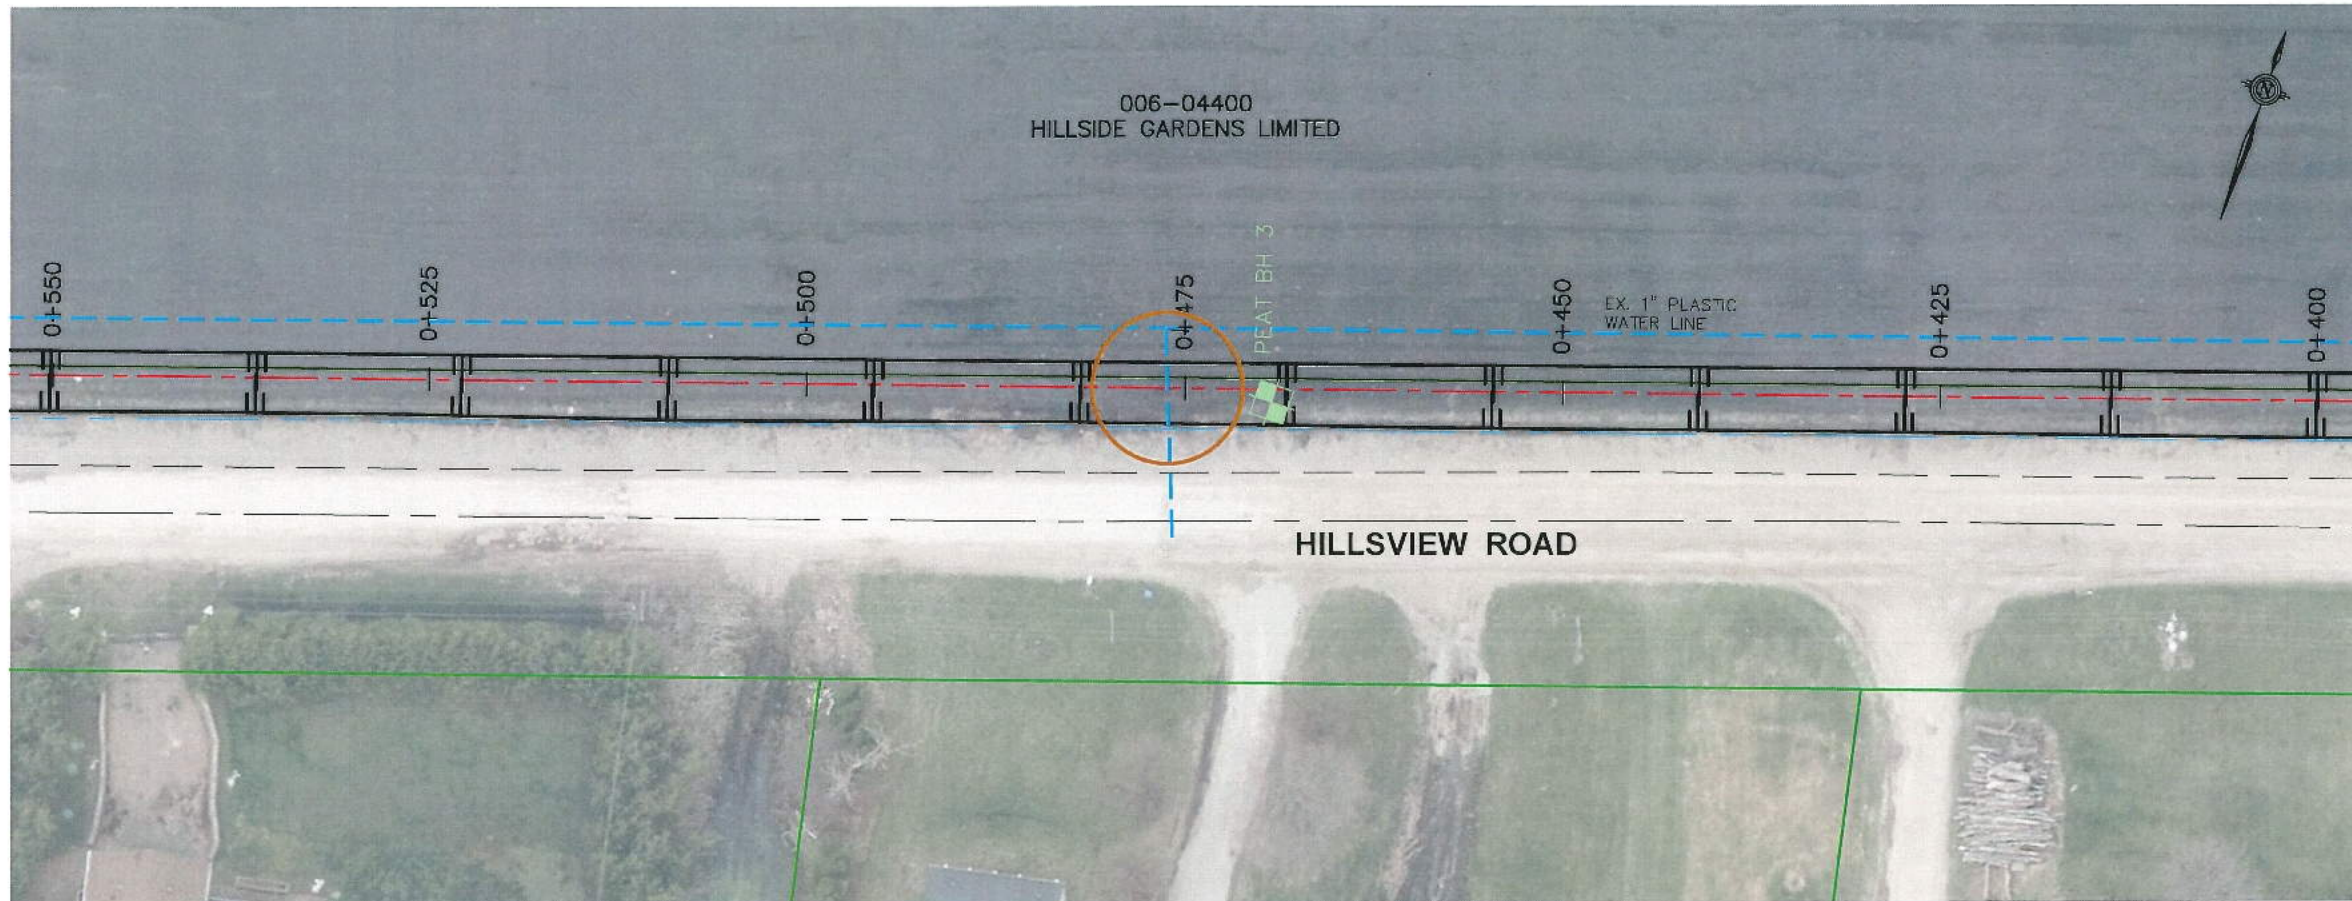 006-04400
HILLSIDE GARDENS LIMITED
N
0+550
0+525
0+500
0+475
PEAT BH 3
0+450
EX. 1" PLASTIC
WATER LINE
0+425
0+400
HILLSVIEW ROAD